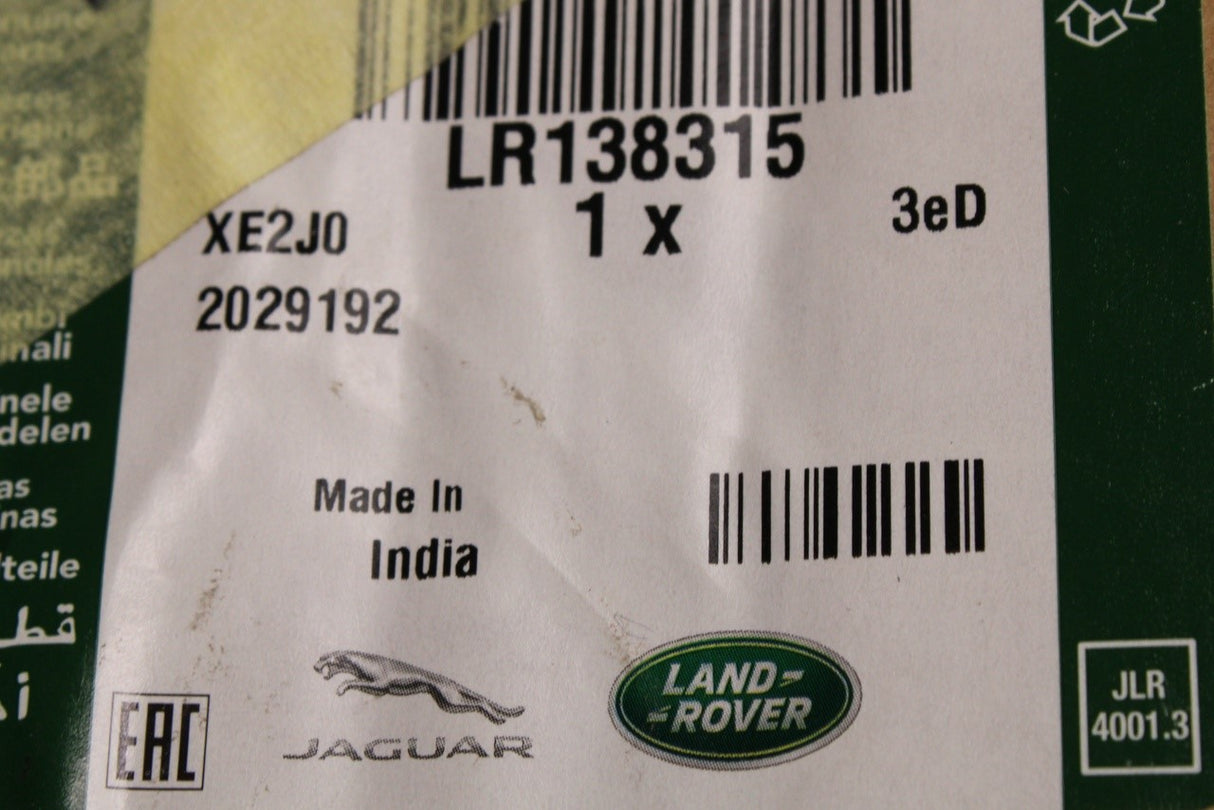 LR138315
1 x
3eD
XE2J0
2029192
nali
nele
delen
as
nas
Made In
India
teile
قط
EAC
JAGUAR
LAND-
-ROVER
JLR
4001.3